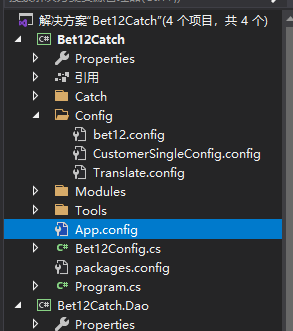 解决方案"Bet12Catch"(4 个项目，共 4 个)
Bet12Catch
Properties
引用
Catch
Config
bet12.config
CustomerSingleConfig.config
Translate.config
Modules
Tools
App.config
Bet12Config.cs
packages.config
Program.cs
Bet12Catch.Dao
Properties